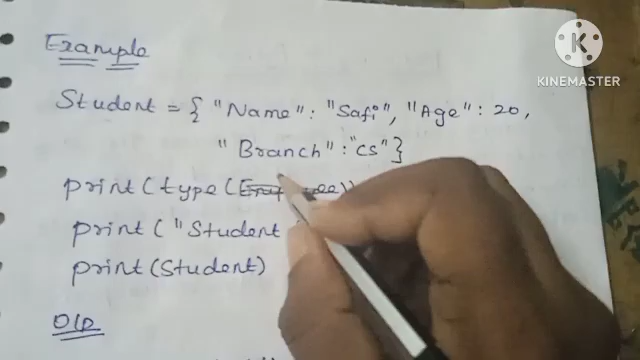 K
KINEMASTER
Example
Student = { "Name": "Safi", "Age": 20,
"Branch": "CS" }
print(type(
print( "Student
print(Student)
O/P